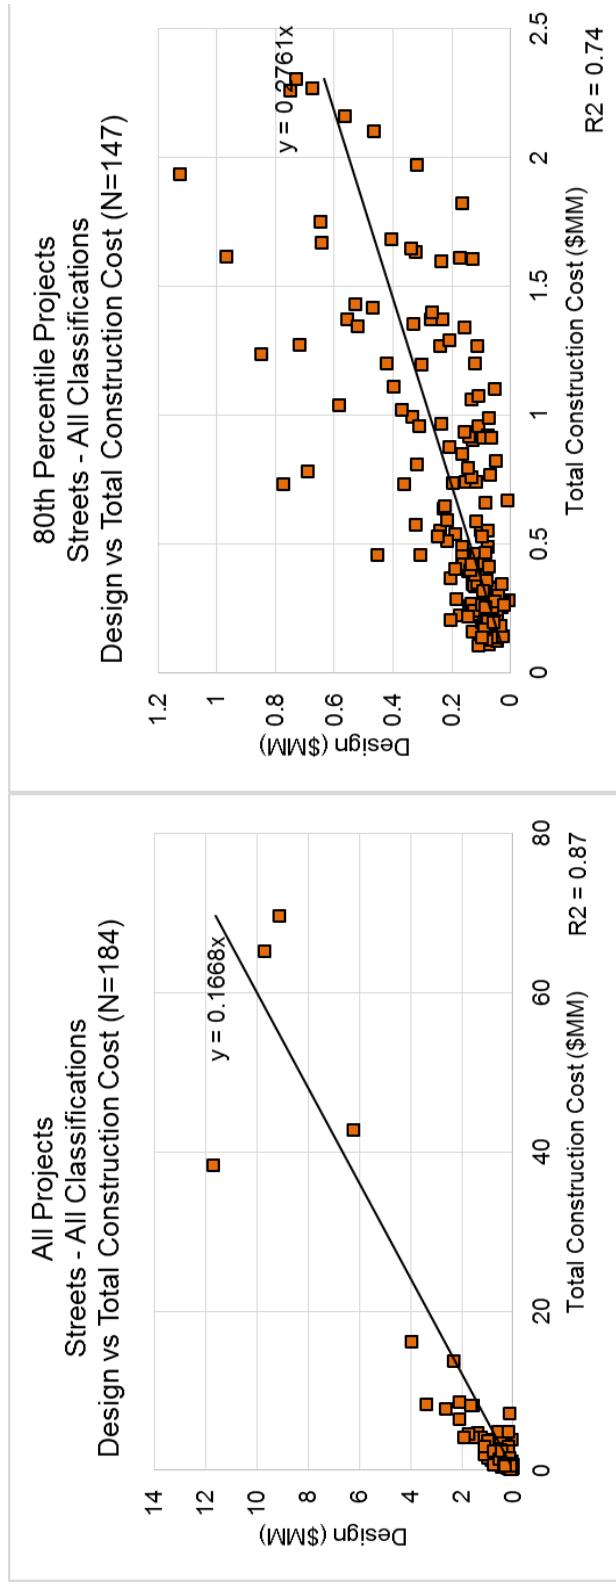 All Projects
Streets - All Classifications
Design vs Total Construction Cost (N=184)
14
12
10
8
6
4
2
0
Design ($MM)
y = 0.1668x
0
20
40
60
80
Total Construction Cost ($MM)
R2 = 0.87
80th Percentile Projects
Streets - All Classifications
Design vs Total Construction Cost (N=147)
1.2
1
0.8
0.6
0.4
0.2
0
Design ($MM)
y = 0.2761x
0
0.5
1
1.5
2
2.5
Total Construction Cost ($MM)
R2 = 0.74